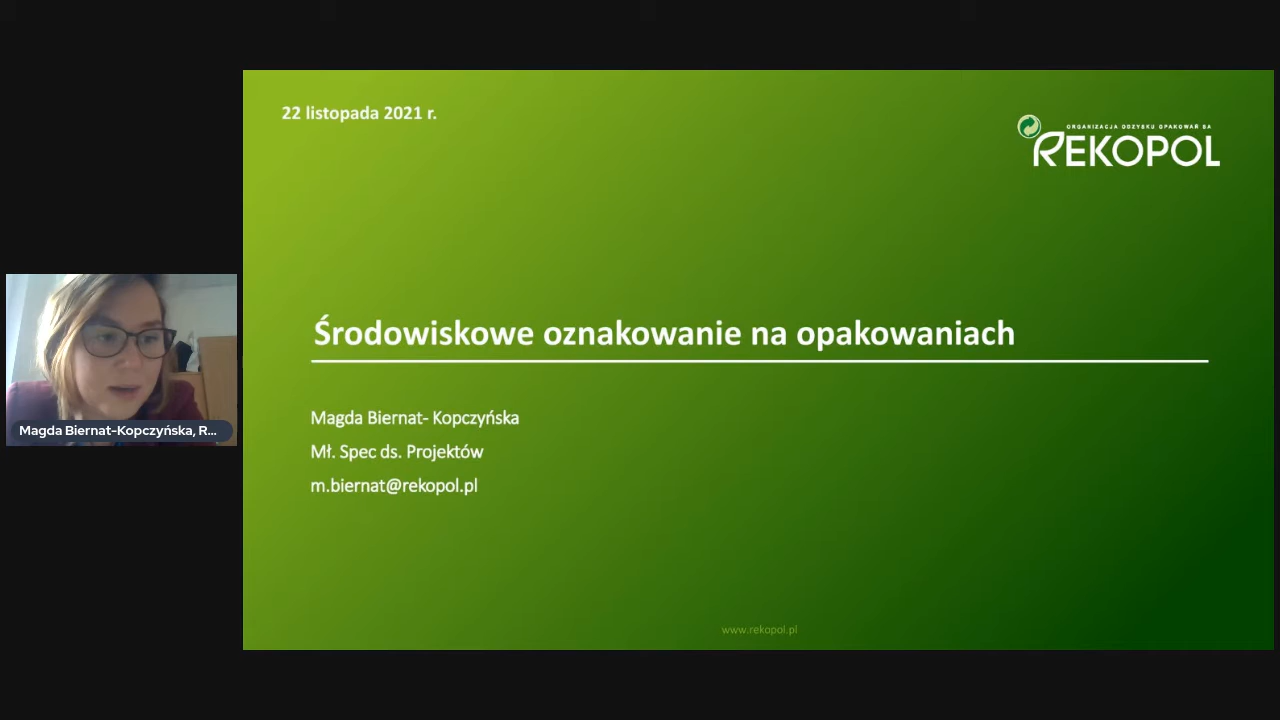 22 listopada 2021 r.
ORGANIZACJA ODZYSKU OPAKOWAŃ SA
REKOPOL
Środowiskowe oznakowanie na opakowaniach
Magda Biernat- Kopczyńska
Mł. Spec ds. Projektów
m.biernat@rekopol.pl
Magda Biernat-Kopczyńska, R...
www.rekopol.pl